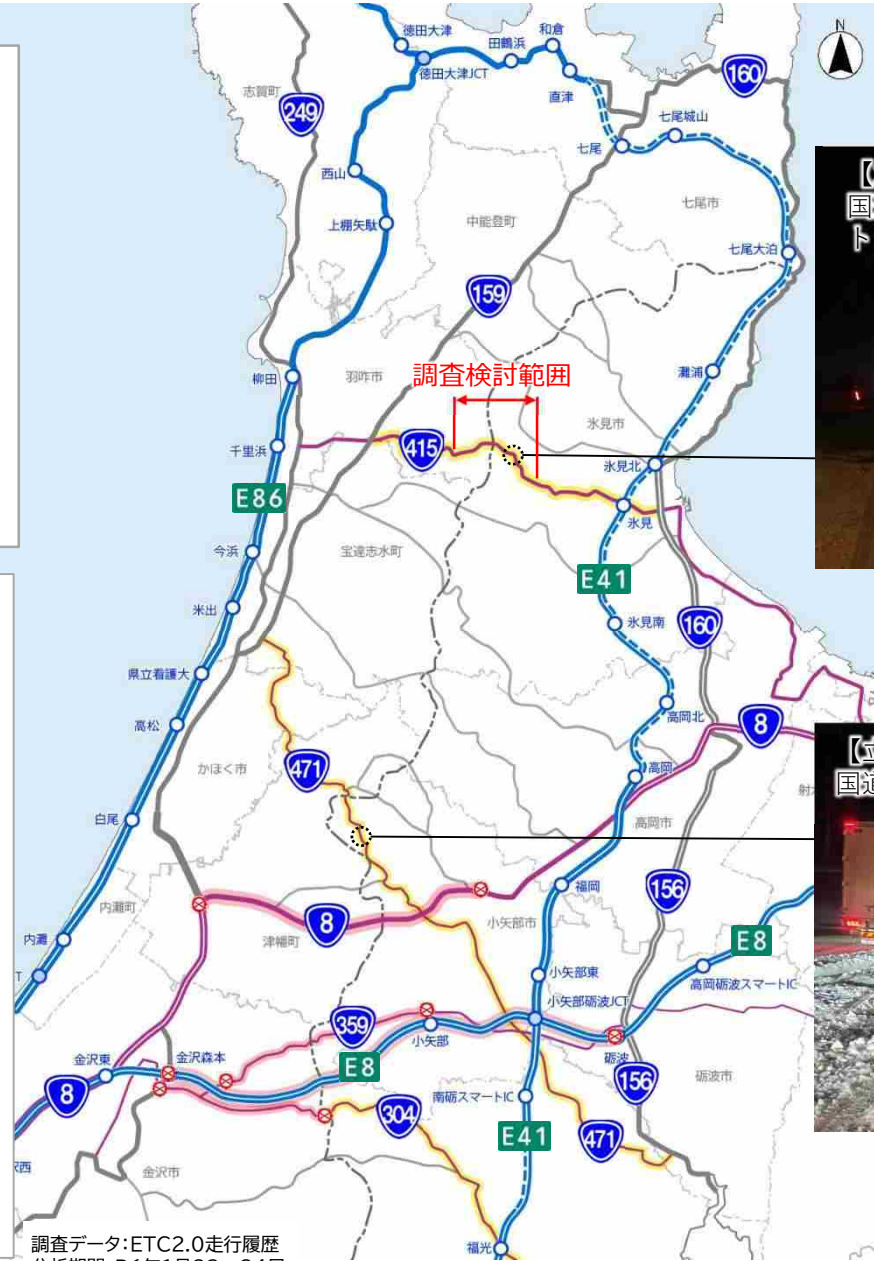 N
徳田大津
和倉
田鶴浜
徳田大津JCT
志賀町
直津
160
249
七尾城山
七尾
西山
中能登町
七尾市
上棚矢駄
七尾大泊
159
調査検討範囲
灘浦
柳田
羽咋市
氷見市
千里浜
415
氷見北
E86
氷見
今浜
宝達志水町
E41
米出
氷見南
160
県立看護大
高岡北
高松
8
かほく市
471
高岡
白尾
高岡市
福岡
156
内灘町
8
小矢部市
津幡町
内灘
E8
小矢部東
高岡砺波スマートIC
小矢部砺波JCT
359
小矢部
金沢東
金沢森本
E8
砺波
8
156
砺波市
南砺スマートIC
304
E41
471
金沢市
福光
調査データ:ETC2.0走行履歴
【
国
ト
【立
国道